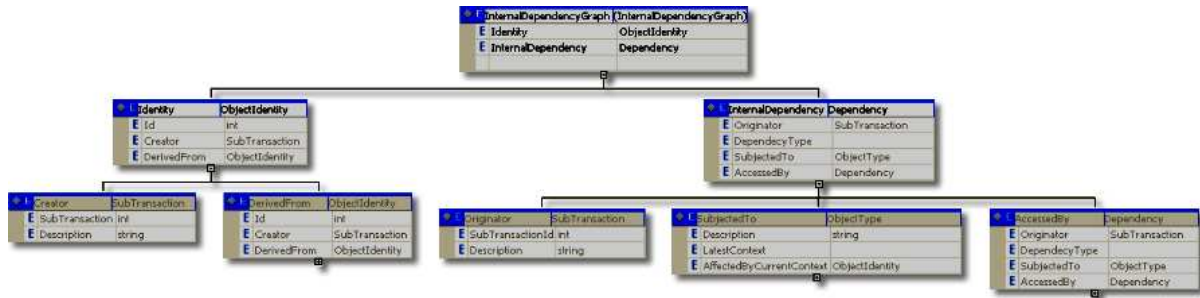 E InternalDependencyGraph (InternalDependencyGraph)
E Identity ObjectIdentity
E InternalDependency Dependency
E Identity ObjectIdentity
E Id int
E Creator SubTransaction
E DerivedFrom ObjectIdentity
E InternalDependency Dependency
E Originator SubTransaction
E DependecyType
E SubjectedTo ObjectType
E AccessedBy Dependency
E Creator SubTransaction
E SubTransaction int
E Description string
E DerivedFrom ObjectIdentity
E Id int
E Creator SubTransaction
E DerivedFrom ObjectIdentity
E Originator SubTransaction
E SubTransactionId int
E Description string
E SubjectedTo ObjectType
E Description string
E LatestContext
E AffectedByCurrentContext ObjectIdentity
E AccessedBy Dependency
E Originator SubTransaction
E DependecyType
E SubjectedTo ObjectType
E AccessedBy Dependency